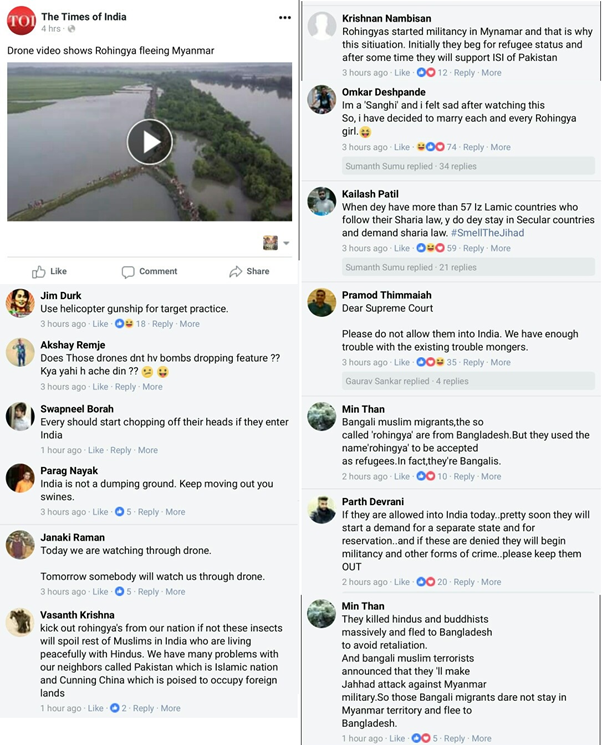 TOI
The Times of India
4 hrs ·
Drone video shows Rohingya fleeing Myanmar
Like Comment Share
Jim Durk
Use helicopter gunship for target practice.
3 hours ago · Like · 18 · Reply · More
Akshay Remje
Does Those drones dnt hv bombs dropping feature ??
Kya yahi h ache din ??
3 hours ago · Like · Reply · More
Swapneel Borah
Every should start chopping off their heads if they enter
India
1 hour ago · Like · Reply · More
Parag Nayak
India is not a dumping ground. Keep moving out you
swines.
3 hours ago · Like · 5 · Reply · More
Janaki Raman
Today we are watching through drone.
Tomorrow somebody will watch us through drone.
3 hours ago · Like · 5 · Reply · More
Vasanth Krishna
kick out rohingya's from our nation if not these insects
will spoil rest of Muslims in India who are living
peacefully with Hindus. We have many problems with
our neighbors called Pakistan which is Islamic nation
and Cunning China which is poised to occupy foreign
lands
1 hour ago · Like · 2 · Reply · More
Krishnan Nambisan
Rohingyas started militancy in Mynamar and that is why
this sitiuation. Initially they beg for refugee status and
after some time they will support ISI of Pakistan
3 hours ago · Like · 12 · Reply · More
Omkar Deshpande
Im a 'Sanghi' and i felt sad after watching this
So, i have decided to marry each and every Rohingya
girl.
3 hours ago · Like · 74 · Reply · More
Sumanth Sumu replied · 34 replies
Kailash Patil
When dey have more than 57 Iz Lamic countries who
follow their Sharia law, y do dey stay in Secular countries
and demand sharia law. #SmellTheJihad
3 hours ago · Like · 59 · Reply · More
Sumanth Sumu replied · 21 replies
Pramod Thimmaiah
Dear Supreme Court
Please do not allow them into India. We have enough
trouble with the existing trouble mongers.
3 hours ago · Like · 35 · Reply · More
Gaurav Sankar replied · 4 replies
Min Than
Bangali muslim migrants,the so
called 'rohingya' are from Bangladesh.But they used the
name'rohingya' to be accepted
as refugees.In fact,they're Bangalis.
2 hours ago · Like · 10 · Reply · More
Parth Devrani
If they are allowed into India today..pretty soon they will
start a demand for a separate state and for
reservation..and if these are denied they will begin
militancy and other forms of crime..please keep them
OUT
2 hours ago · Like · 20 · Reply · More
Min Than
They killed hindus and buddhists
massively and fled to Bangladesh
to avoid retaliation.
And bangali muslim terrorists
announced that they 'll make
Jahhad attack against Myanmar
military.So those Bangali migrants dare not stay in
Myanmar territory and flee to
Bangladesh.
1 hour ago · Like · 5 · Reply · More